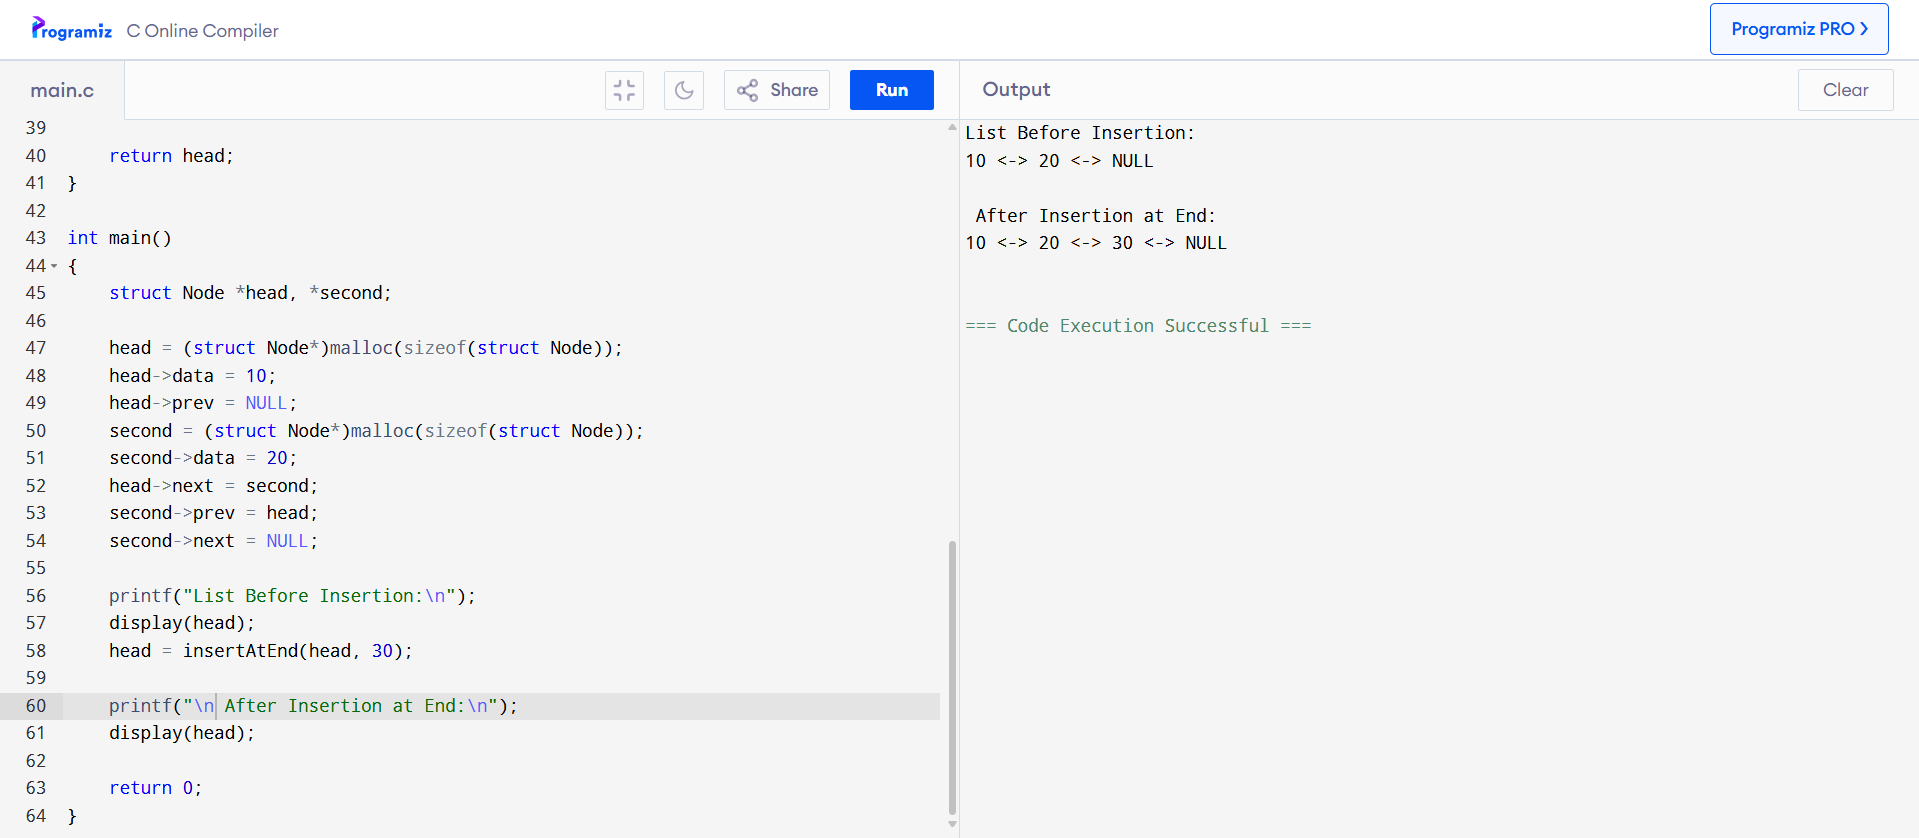 Programiz C Online Compiler
Programiz PRO
main.c
Share
Run
Output
Clear
39
40     return head;
41 }
42
43 int main()
44 {
45     struct Node *head, *second;
46
47     head = (struct Node*)malloc(sizeof(struct Node));
48     head->data = 10;
49     head->prev = NULL;
50     second = (struct Node*)malloc(sizeof(struct Node));
51     second->data = 20;
52     head->next = second;
53     second->prev = head;
54     second->next = NULL;
55
56     printf("List Before Insertion:\n");
57     display(head);
58     head = insertAtEnd(head, 30);
59
60     printf("\n After Insertion at End:\n");
61     display(head);
62
63     return 0;
64 }
List Before Insertion:
10 <-> 20 <-> NULL
 After Insertion at End:
10 <-> 20 <-> 30 <-> NULL
=== Code Execution Successful ===